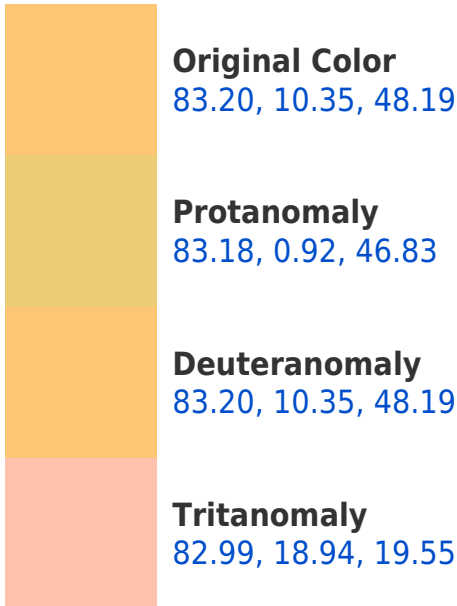 Original Color
83.20, 10.35, 48.19
Protanomaly
83.18, 0.92, 46.83
Deuteranomaly
83.20, 10.35, 48.19
Tritanomaly
82.99, 18.94, 19.55